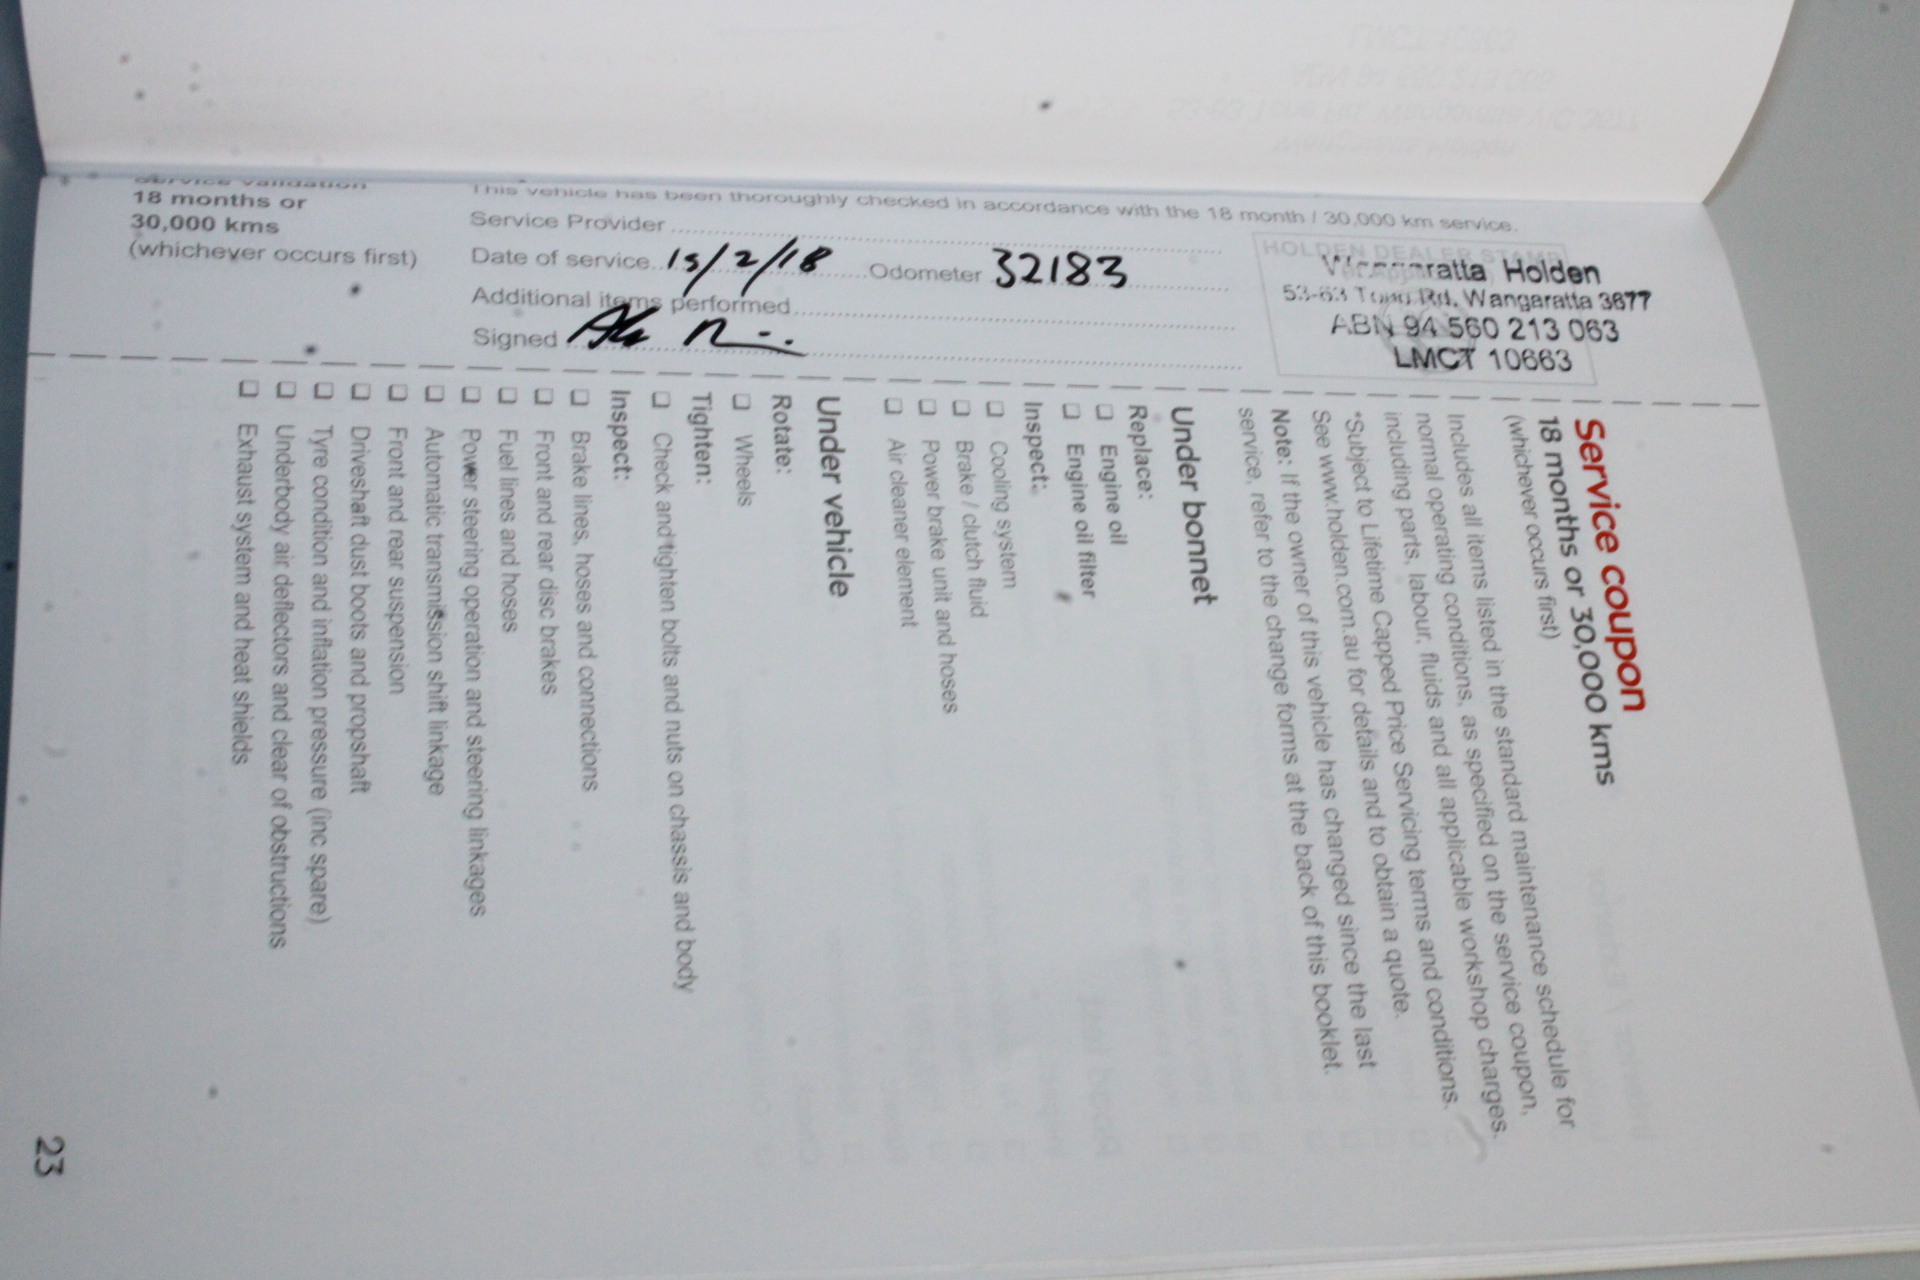 Service validation
18 months or
30,000 kms
(whichever occurs first)
This vehicle has been thoroughly checked in accordance with the 18 month / 30,000 km service.
Service Provider
Date of service 15/2/18 Odometer 32183
Additional items performed
Signed
HOLDEN DEALER STAMP
Wangaratta Holden
53-63 Tone Rd, Wangaratta 3677
ABN 94 560 213 063
LMCT 10663
Service coupon
18 months or 30,000 kms
(whichever occurs first)
Includes all items listed in the standard maintenance schedule for
normal operating conditions, as specified on the service coupon,
including parts, labour, fluids and all applicable workshop charges.
*Subject to Lifetime Capped Price Servicing terms and conditions.
See www.holden.com.au for details and to obtain a quote.
Note: If the owner of this vehicle has changed since the last
service, refer to the change forms at the back of this booklet.
Under bonnet
Replace:
Engine oil
Engine oil filter
Inspect:
Cooling system
Brake / clutch fluid
Power brake unit and hoses
Air cleaner element
Under vehicle
Rotate:
Wheels
Tighten:
Check and tighten bolts and nuts on chassis and body
Inspect:
Brake lines, hoses and connections
Front and rear disc brakes
Fuel lines and hoses
Power steering operation and steering linkages
Automatic transmission shift linkage
Front and rear suspension
Driveshaft dust boots and propshaft
Tyre condition and inflation pressure (inc spare)
Underbody air deflectors and clear of obstructions
Exhaust system and heat shields
23